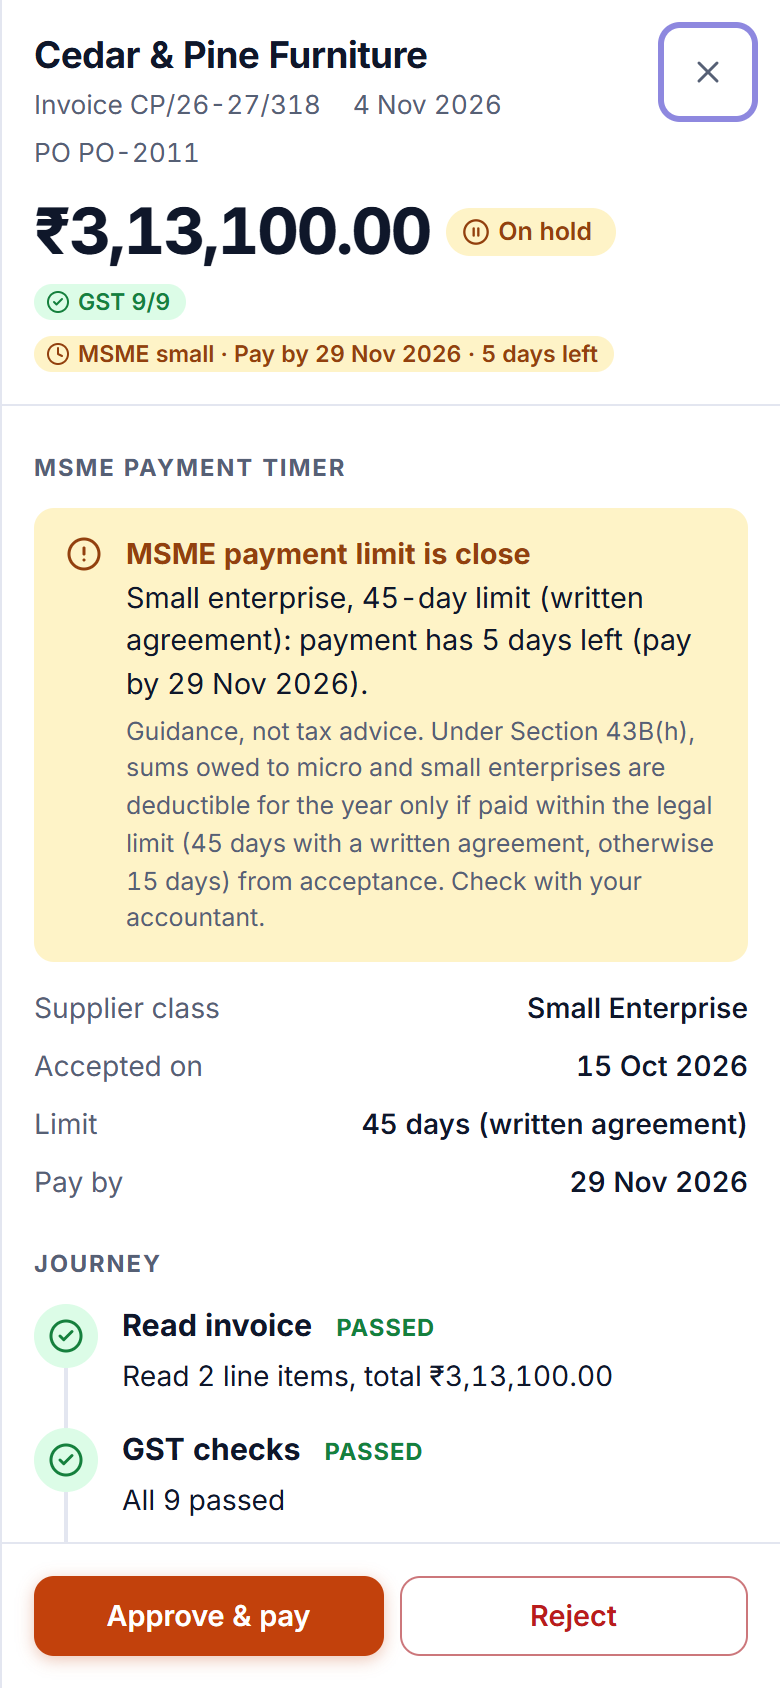 Cedar & Pine Furniture
Invoice CP/26-27/318 4 Nov 2026
PO PO-2011
₹3,13,100.00 On hold
GST 9/9
MSME small · Pay by 29 Nov 2026 · 5 days left
MSME PAYMENT TIMER
MSME payment limit is close
Small enterprise, 45-day limit (written
agreement): payment has 5 days left (pay
by 29 Nov 2026).
Guidance, not tax advice. Under Section 43B(h),
sums owed to micro and small enterprises are
deductible for the year only if paid within the legal
limit (45 days with a written agreement, otherwise
15 days) from acceptance. Check with your
accountant.
Supplier class Small Enterprise
Accepted on 15 Oct 2026
Limit 45 days (written agreement)
Pay by 29 Nov 2026
JOURNEY
Read invoice PASSED
Read 2 line items, total ₹3,13,100.00
GST checks PASSED
All 9 passed
Approve & pay Reject